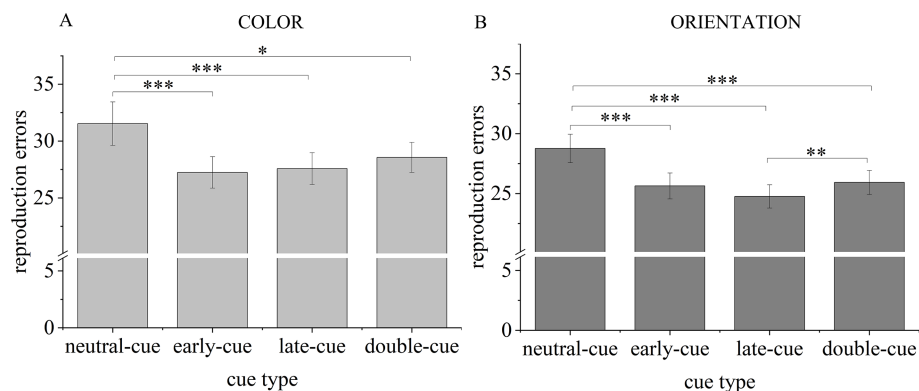 A
COLOR
reproduction errors
35
30
25
5
0
*
***
***
neutral-cue early-cue late-cue double-cue
cue type
B
ORIENTATION
reproduction errors
35
30
25
5
0
***
***
***
**
neutral-cue early-cue late-cue double-cue
cue type